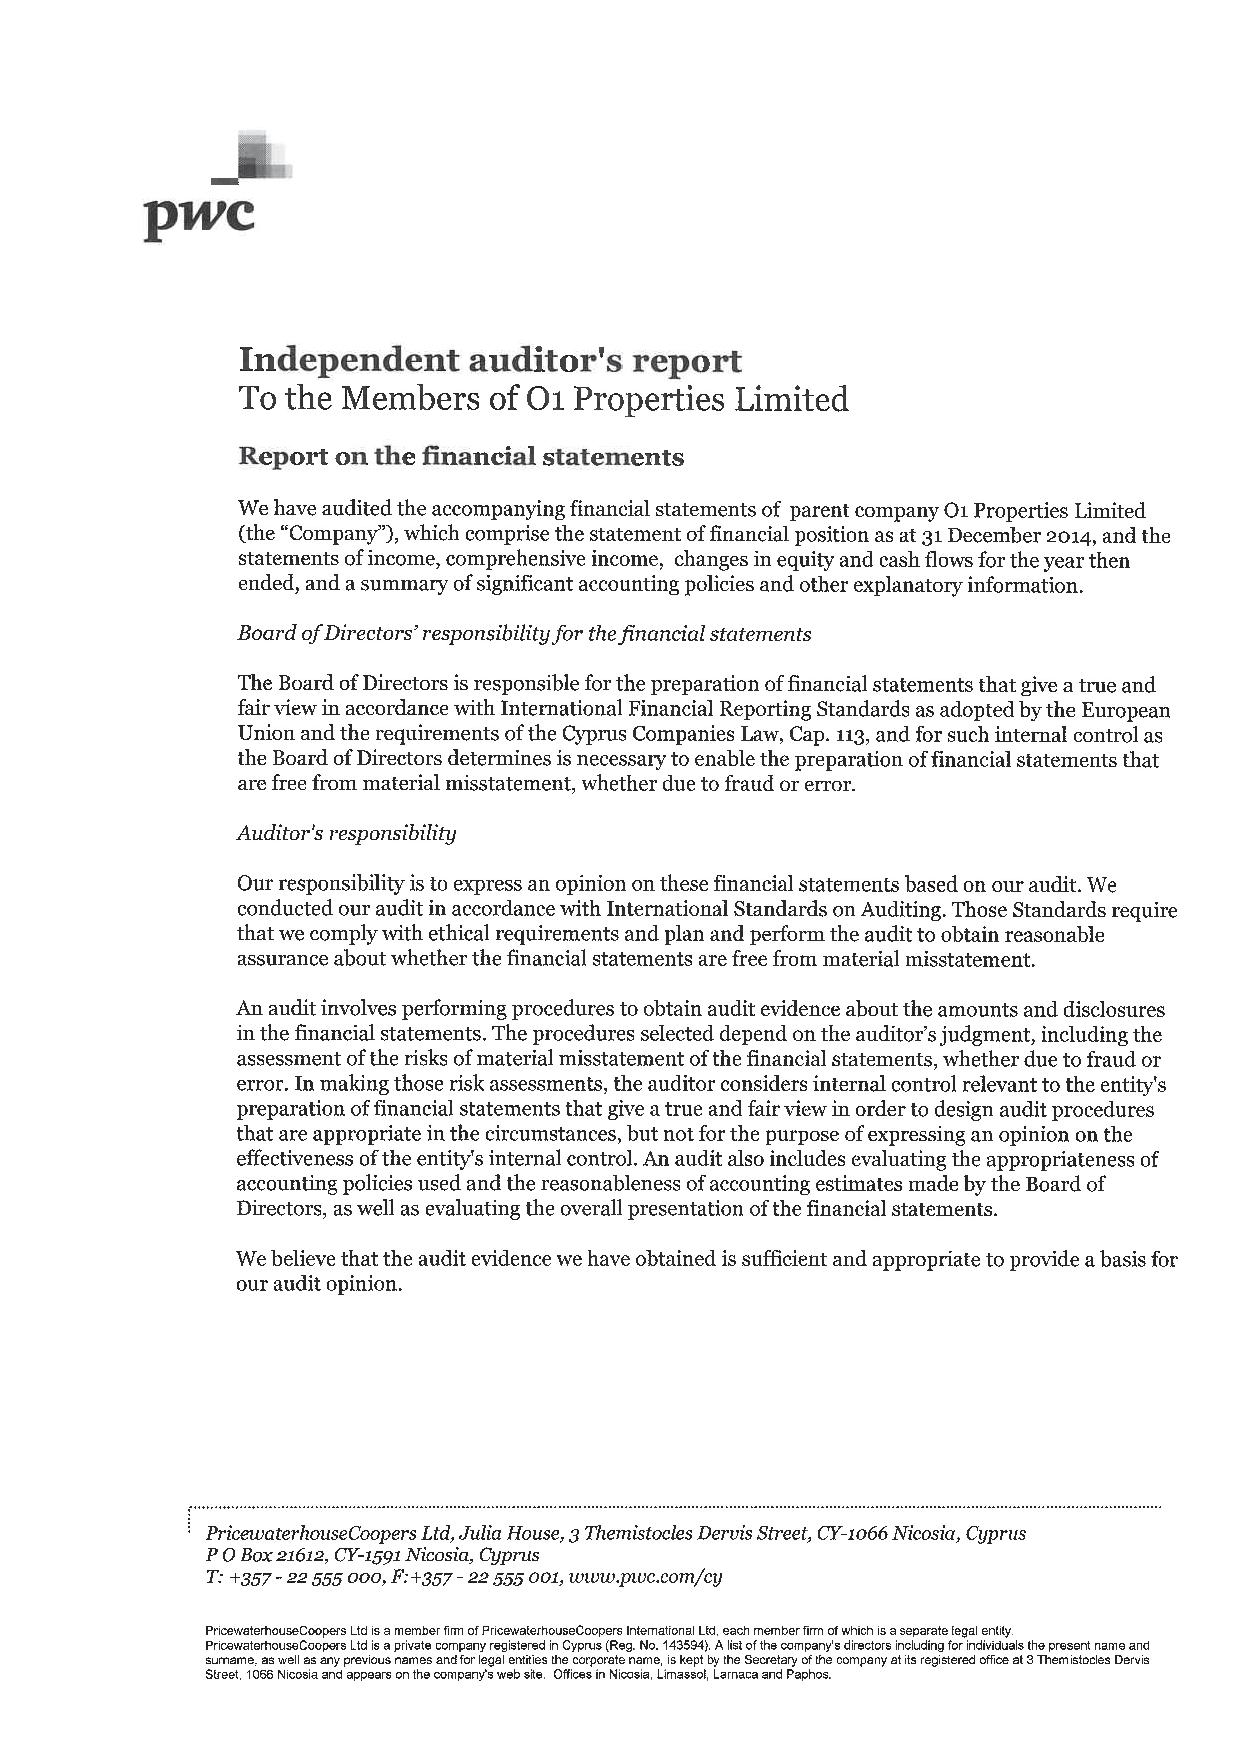 pwc
Independent auditor's report
To the Members of O1 Properties Limited
Report on the financial statements
We have audited the accompanying financial statements of parent company O1 Properties Limited
(the “Company”), which comprise the statement of financial position as at 31 December 2014, and the
statements of income, comprehensive income, changes in equity and cash flows for the year then
ended, and a summary of significant accounting policies and other explanatory information.
Board of Directors’ responsibility for the financial statements
The Board of Directors is responsible for the preparation of financial statements that give a true and
fair view in accordance with International Financial Reporting Standards as adopted by the European
Union and the requirements of the Cyprus Companies Law, Cap. 113, and for such internal control as
the Board of Directors determines is necessary to enable the preparation of financial statements that
are free from material misstatement, whether due to fraud or error.
Auditor’s responsibility
Our responsibility is to express an opinion on these financial statements based on our audit. We
conducted our audit in accordance with International Standards on Auditing. Those Standards require
that we comply with ethical requirements and plan and perform the audit to obtain reasonable
assurance about whether the financial statements are free from material misstatement.
An audit involves performing procedures to obtain audit evidence about the amounts and disclosures
in the financial statements. The procedures selected depend on the auditor’s judgment, including the
assessment of the risks of material misstatement of the financial statements, whether due to fraud or
error. In making those risk assessments, the auditor considers internal control relevant to the entity's
preparation of financial statements that give a true and fair view in order to design audit procedures
that are appropriate in the circumstances, but not for the purpose of expressing an opinion on the
effectiveness of the entity's internal control. An audit also includes evaluating the appropriateness of
accounting policies used and the reasonableness of accounting estimates made by the Board of
Directors, as well as evaluating the overall presentation of the financial statements.
We believe that the audit evidence we have obtained is sufficient and appropriate to provide a basis for
our audit opinion.
PricewaterhouseCoopers Ltd, Julia House, 3 Themistocles Dervis Street, CY-1066 Nicosia, Cyprus
P O Box 21612, CY-1591 Nicosia, Cyprus
T: +357 - 22 555 000, F:+357 - 22 555 001, www.pwc.com/cy
PricewaterhouseCoopers Ltd is a member firm of PricewaterhouseCoopers International Ltd, each member firm of which is a separate legal entity.
PricewaterhouseCoopers Ltd is a private company registered in Cyprus (Reg. No. 143594). A list of the company's directors including for individuals the present name and
surname, as well as any previous names and for legal entities the corporate name, is kept by the Secretary of the company at its registered office at 3 Themistocles Dervis
Street, 1066 Nicosia and appears on the company's web site. Offices in Nicosia, Limassol, Larnaca and Paphos.